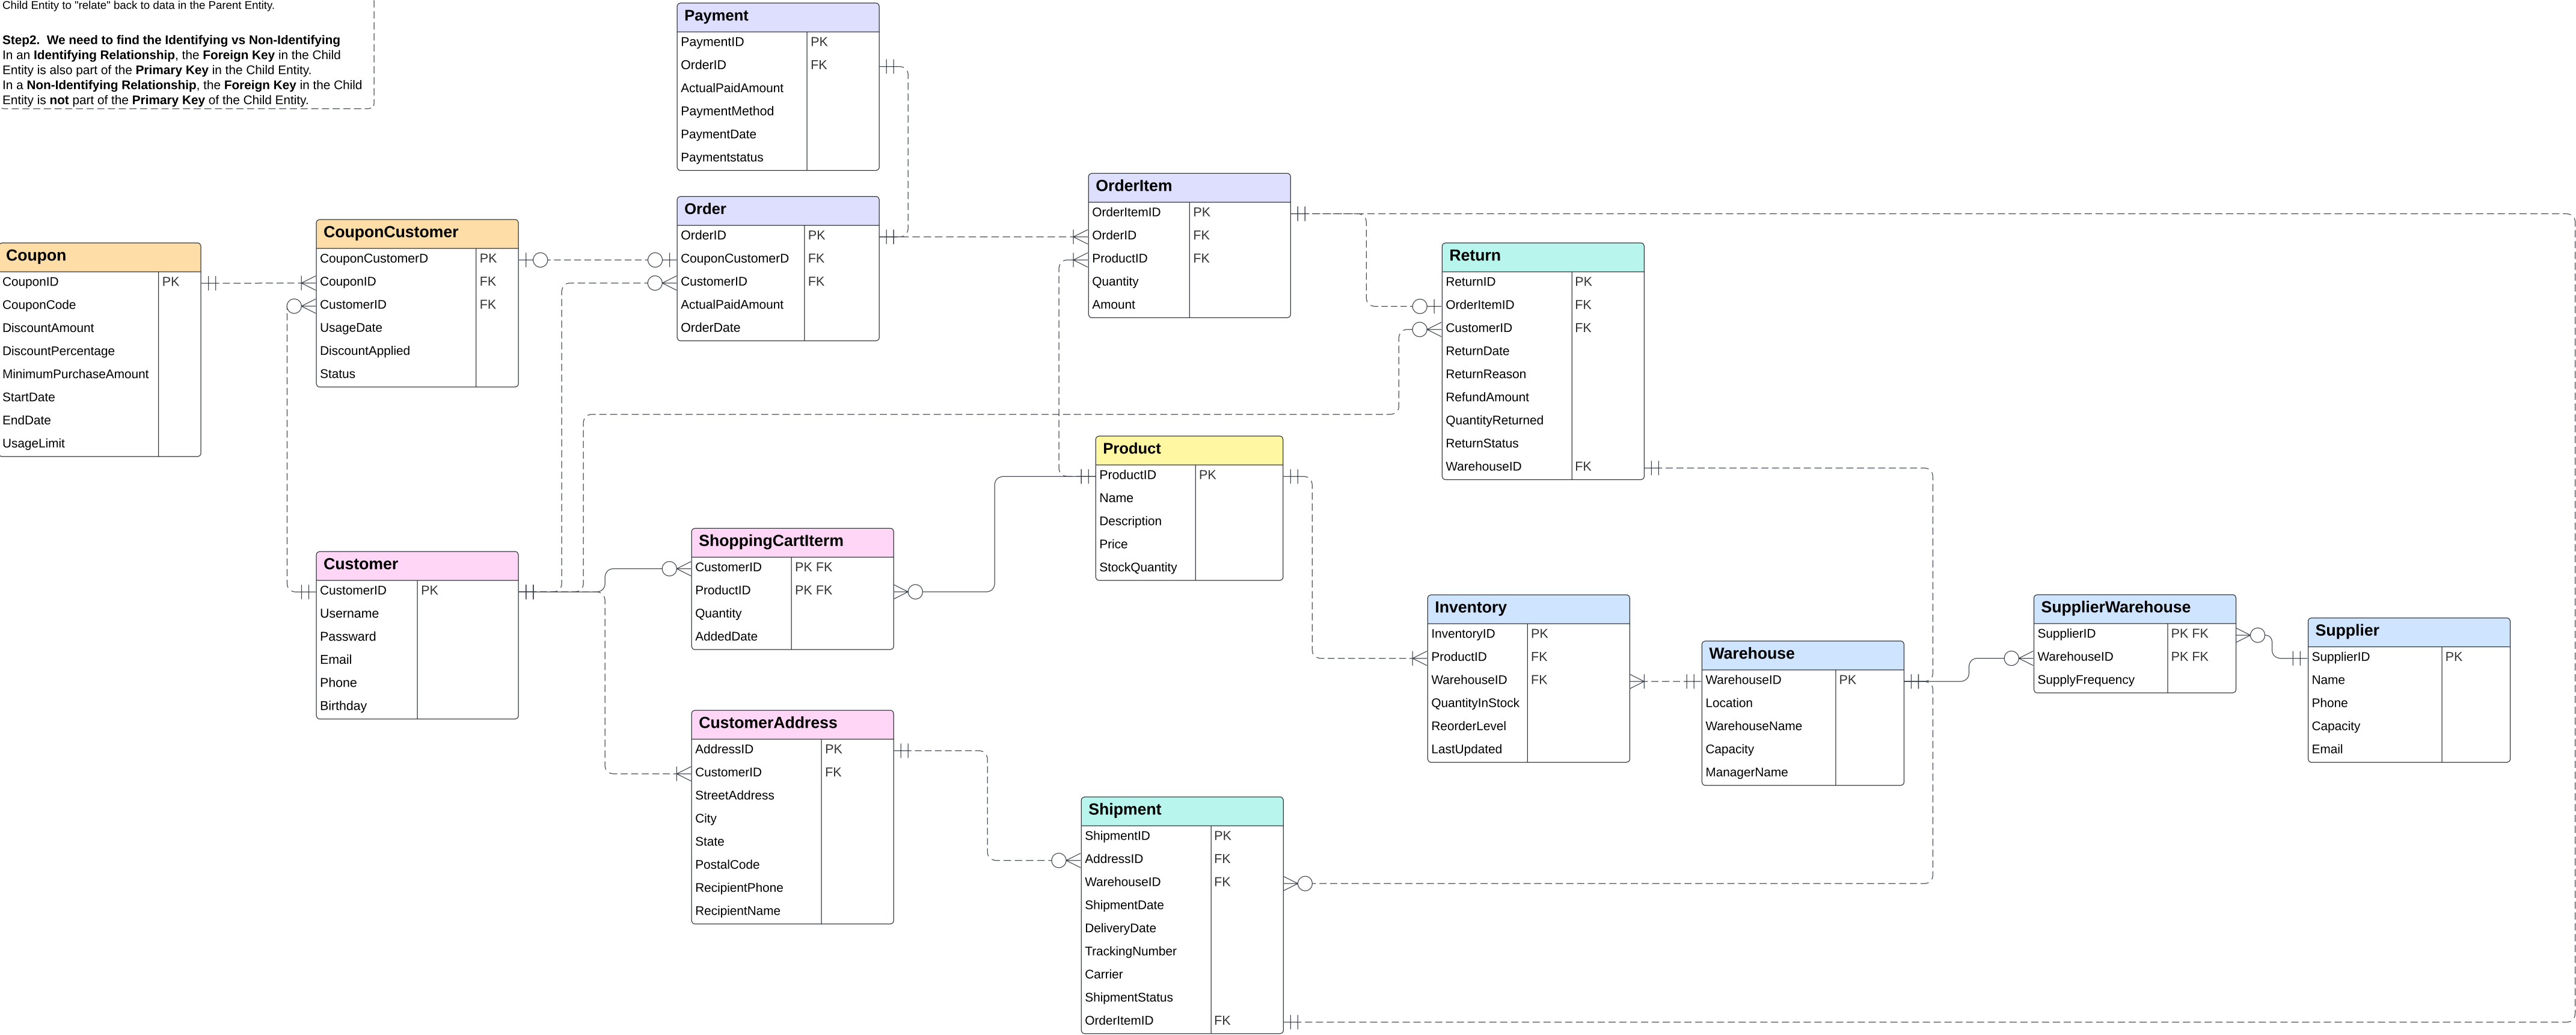 Child Entity to "relate" back to data in the Parent Entity.
Step2. We need to find the Identifying vs Non-Identifying
In an Identifying Relationship, the Foreign Key in the Child
Entity is also part of the Primary Key in the Child Entity.
In a Non-Identifying Relationship, the Foreign Key in the Child
Entity is not part of the Primary Key of the Child Entity.
Payment
PaymentID PK
OrderID FK
ActualPaidAmount
PaymentMethod
PaymentDate
Paymentstatus
Coupon
CouponID PK
CouponCode
DiscountAmount
DiscountPercentage
MinimumPurchaseAmount
StartDate
EndDate
UsageLimit
CouponCustomer
CouponCustomerD PK
CouponID FK
CustomerID FK
UsageDate
DiscountApplied
Status
Order
OrderID PK
CouponCustomerD FK
CustomerID FK
ActualPaidAmount
OrderDate
OrderItem
OrderItemID PK
OrderID FK
ProductID FK
Quantity
Amount
Return
ReturnID PK
OrderItemID FK
CustomerID FK
ReturnDate
ReturnReason
RefundAmount
QuantityReturned
ReturnStatus
WarehouseID FK
Customer
CustomerID PK
Username
Passward
Email
Phone
Birthday
ShoppingCartIterm
CustomerID PK FK
ProductID PK FK
Quantity
AddedDate
Product
ProductID PK
Name
Description
Price
StockQuantity
Inventory
InventoryID PK
ProductID FK
WarehouseID FK
QuantityInStock
ReorderLevel
LastUpdated
Warehouse
WarehouseID PK
Location
WarehouseName
Capacity
ManagerName
SupplierWarehouse
SupplierID PK FK
WarehouseID PK FK
SupplyFrequency
Supplier
SupplierID PK
Name
Phone
Capacity
Email
CustomerAddress
AddressID PK
CustomerID FK
StreetAddress
City
State
PostalCode
RecipientPhone
RecipientName
Shipment
ShipmentID PK
AddressID FK
WarehouseID FK
ShipmentDate
DeliveryDate
TrackingNumber
Carrier
ShipmentStatus
OrderItemID FK